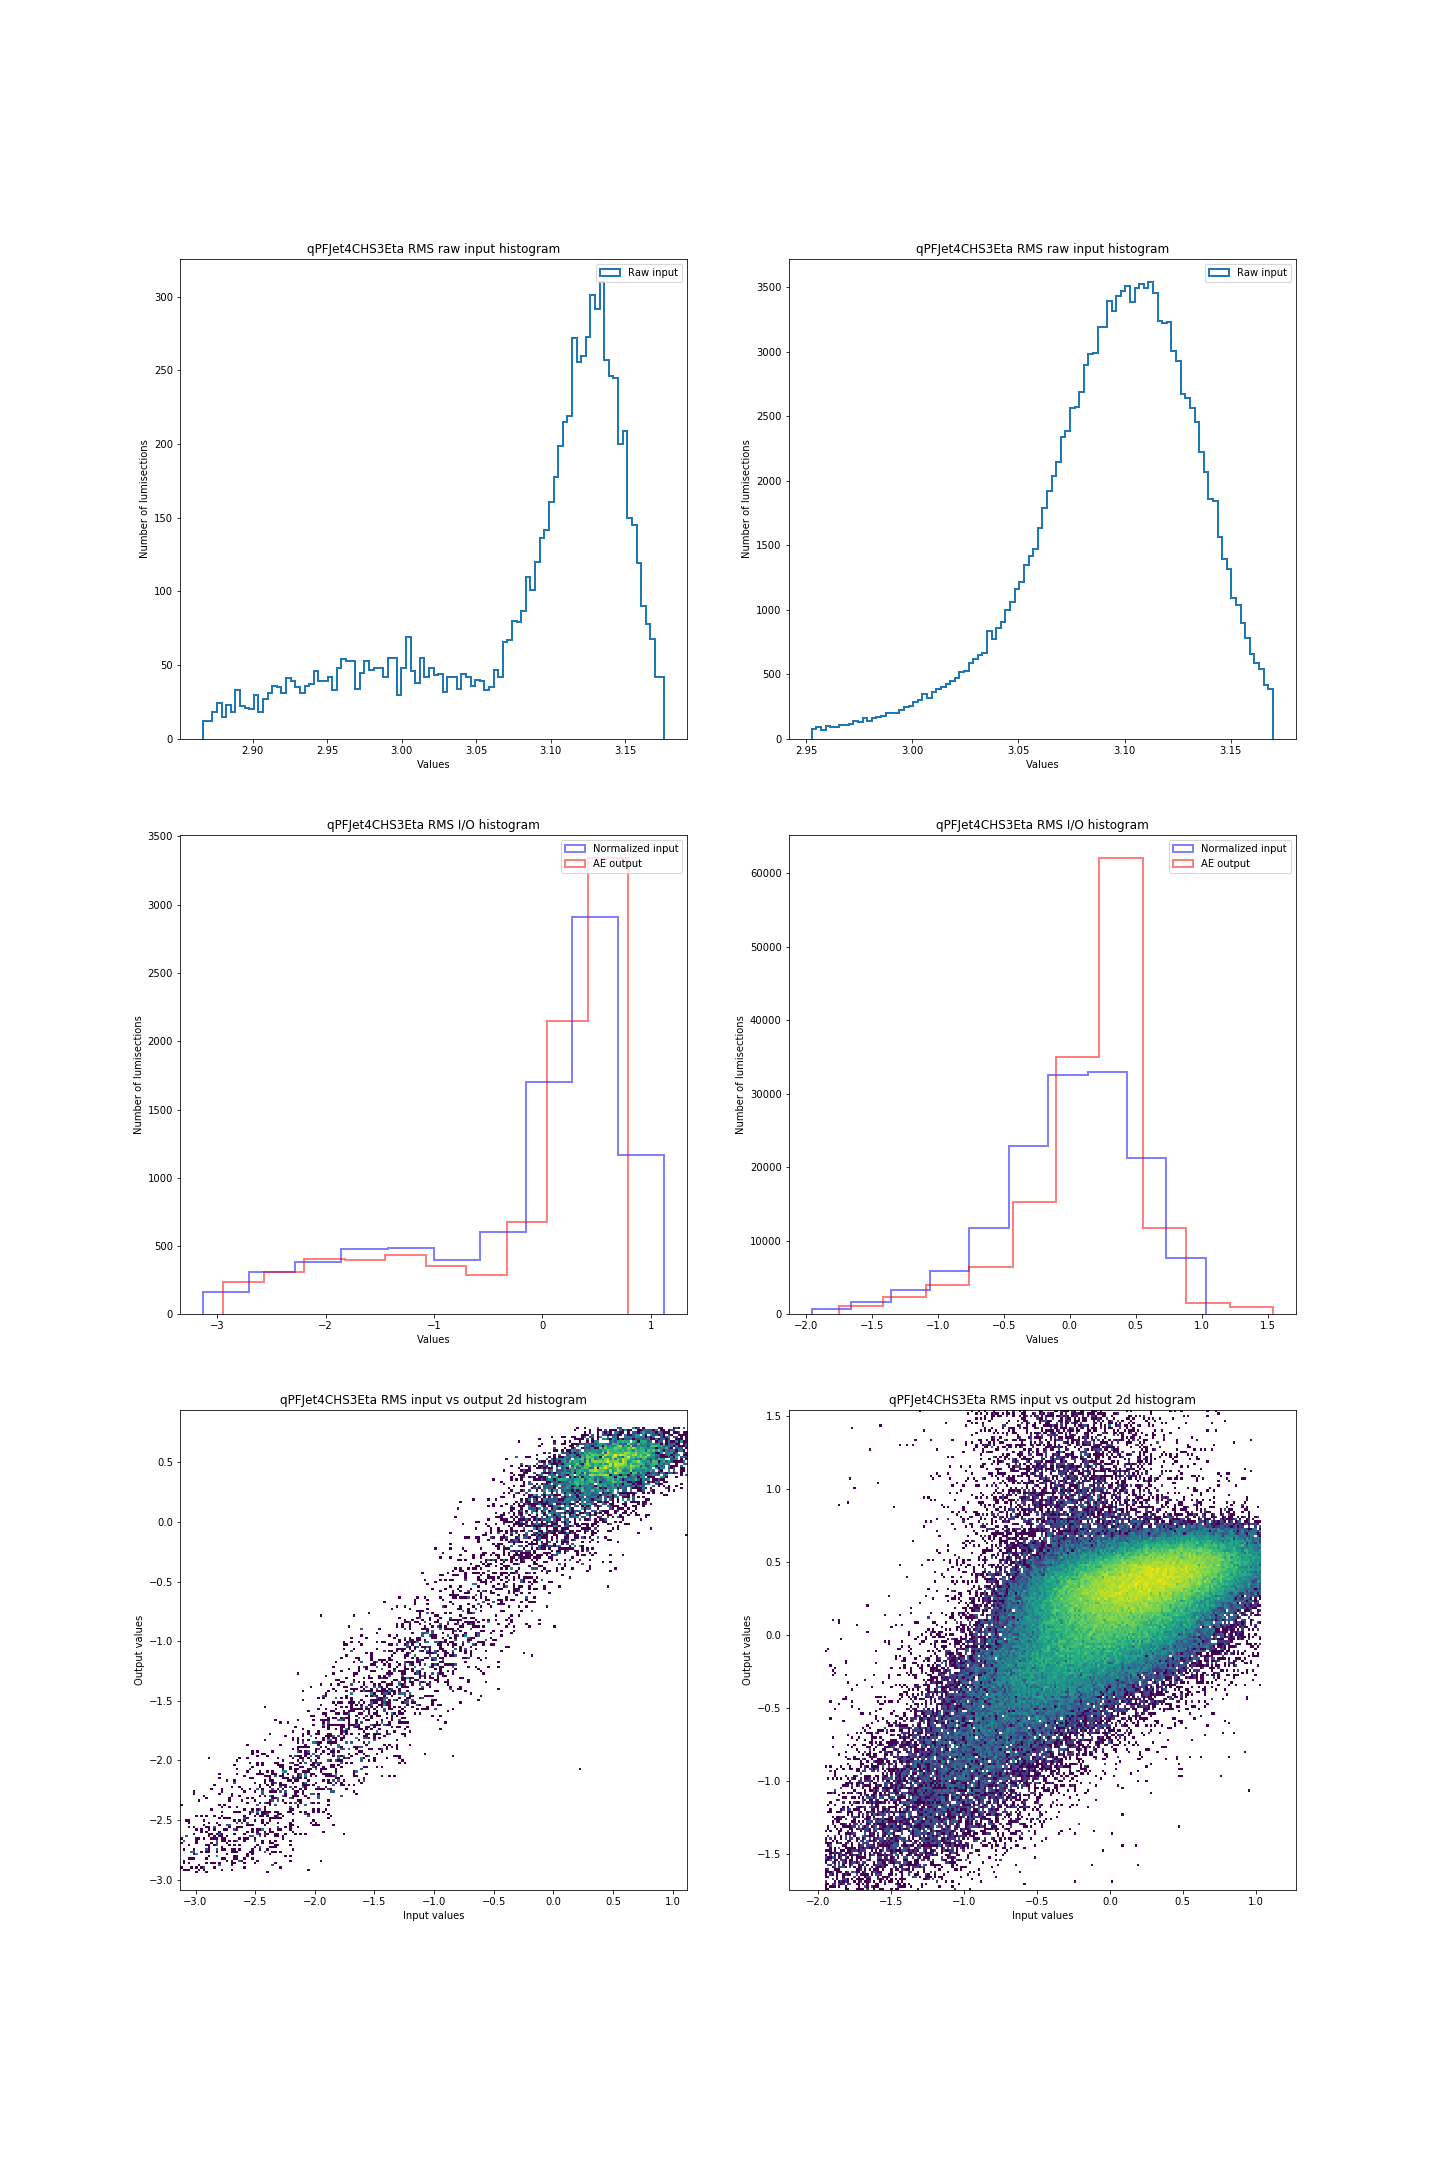 qPFJet4CHS3Eta RMS raw input histogram
Raw input
Number of lumisections
300
250
200
150
100
50
0
2.90 2.95 3.00 3.05 3.10 3.15
Values
qPFJet4CHS3Eta RMS raw input histogram
Raw input
Number of lumisections
3500
3000
2500
2000
1500
1000
500
0
2.95 3.00 3.05 3.10 3.15
Values
qPFJet4CHS3Eta RMS I/O histogram
Normalized input
AE output
Number of lumisections
3500
3000
2500
2000
1500
1000
500
0
−3 −2 −1 0 1
Values
qPFJet4CHS3Eta RMS I/O histogram
Normalized input
AE output
Number of lumisections
60000
50000
40000
30000
20000
10000
0
−2.0 −1.5 −1.0 −0.5 0.0 0.5 1.0 1.5
Values
qPFJet4CHS3Eta RMS input vs output 2d histogram
Output values
0.5
0.0
−0.5
−1.0
−1.5
−2.0
−2.5
−3.0
−3.0 −2.5 −2.0 −1.5 −1.0 −0.5 0.0 0.5 1.0
Input values
qPFJet4CHS3Eta RMS input vs output 2d histogram
Output values
1.5
1.0
0.5
0.0
−0.5
−1.0
−1.5
−2.0 −1.5 −1.0 −0.5 0.0 0.5 1.0
Input values